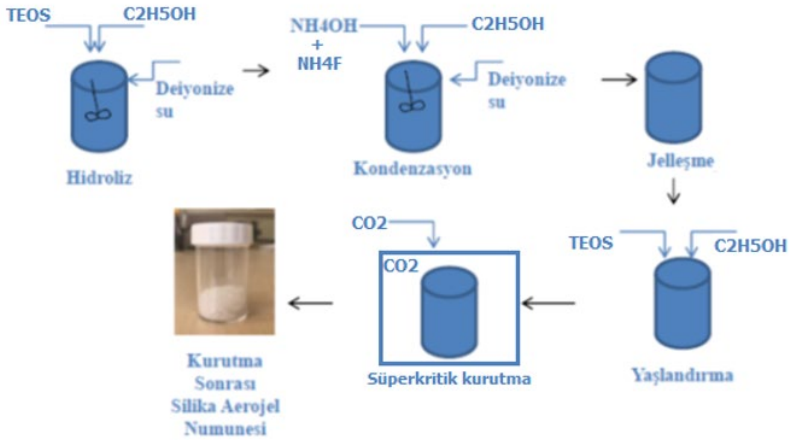 TEOS
C2H5OH
Deiyonize
su
Hidroliz
NH4OH
+
NH4F
C2H5OH
Deiyonize
su
Kondenzasyon
Jelleşme
TEOS
C2H5OH
Yaşlandırma
CO2
CO2
Süperkritik kurutma
Kurutma
Sonrası
Silika Aerojel
Numunesi